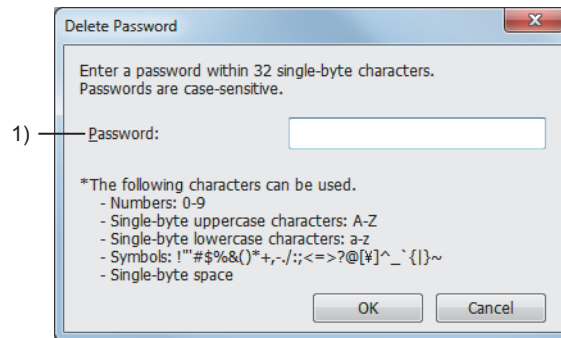 Delete Password
Enter a password within 32 single-byte characters.
Passwords are case-sensitive.
1)
Password:
*The following characters can be used.
- Numbers: 0-9
- Single-byte uppercase characters: A-Z
- Single-byte lowercase characters: a-z
- Symbols: !"'#$%&()*+,-./:;<=>?@[¥]^_`{|}~
- Single-byte space
OK
Cancel